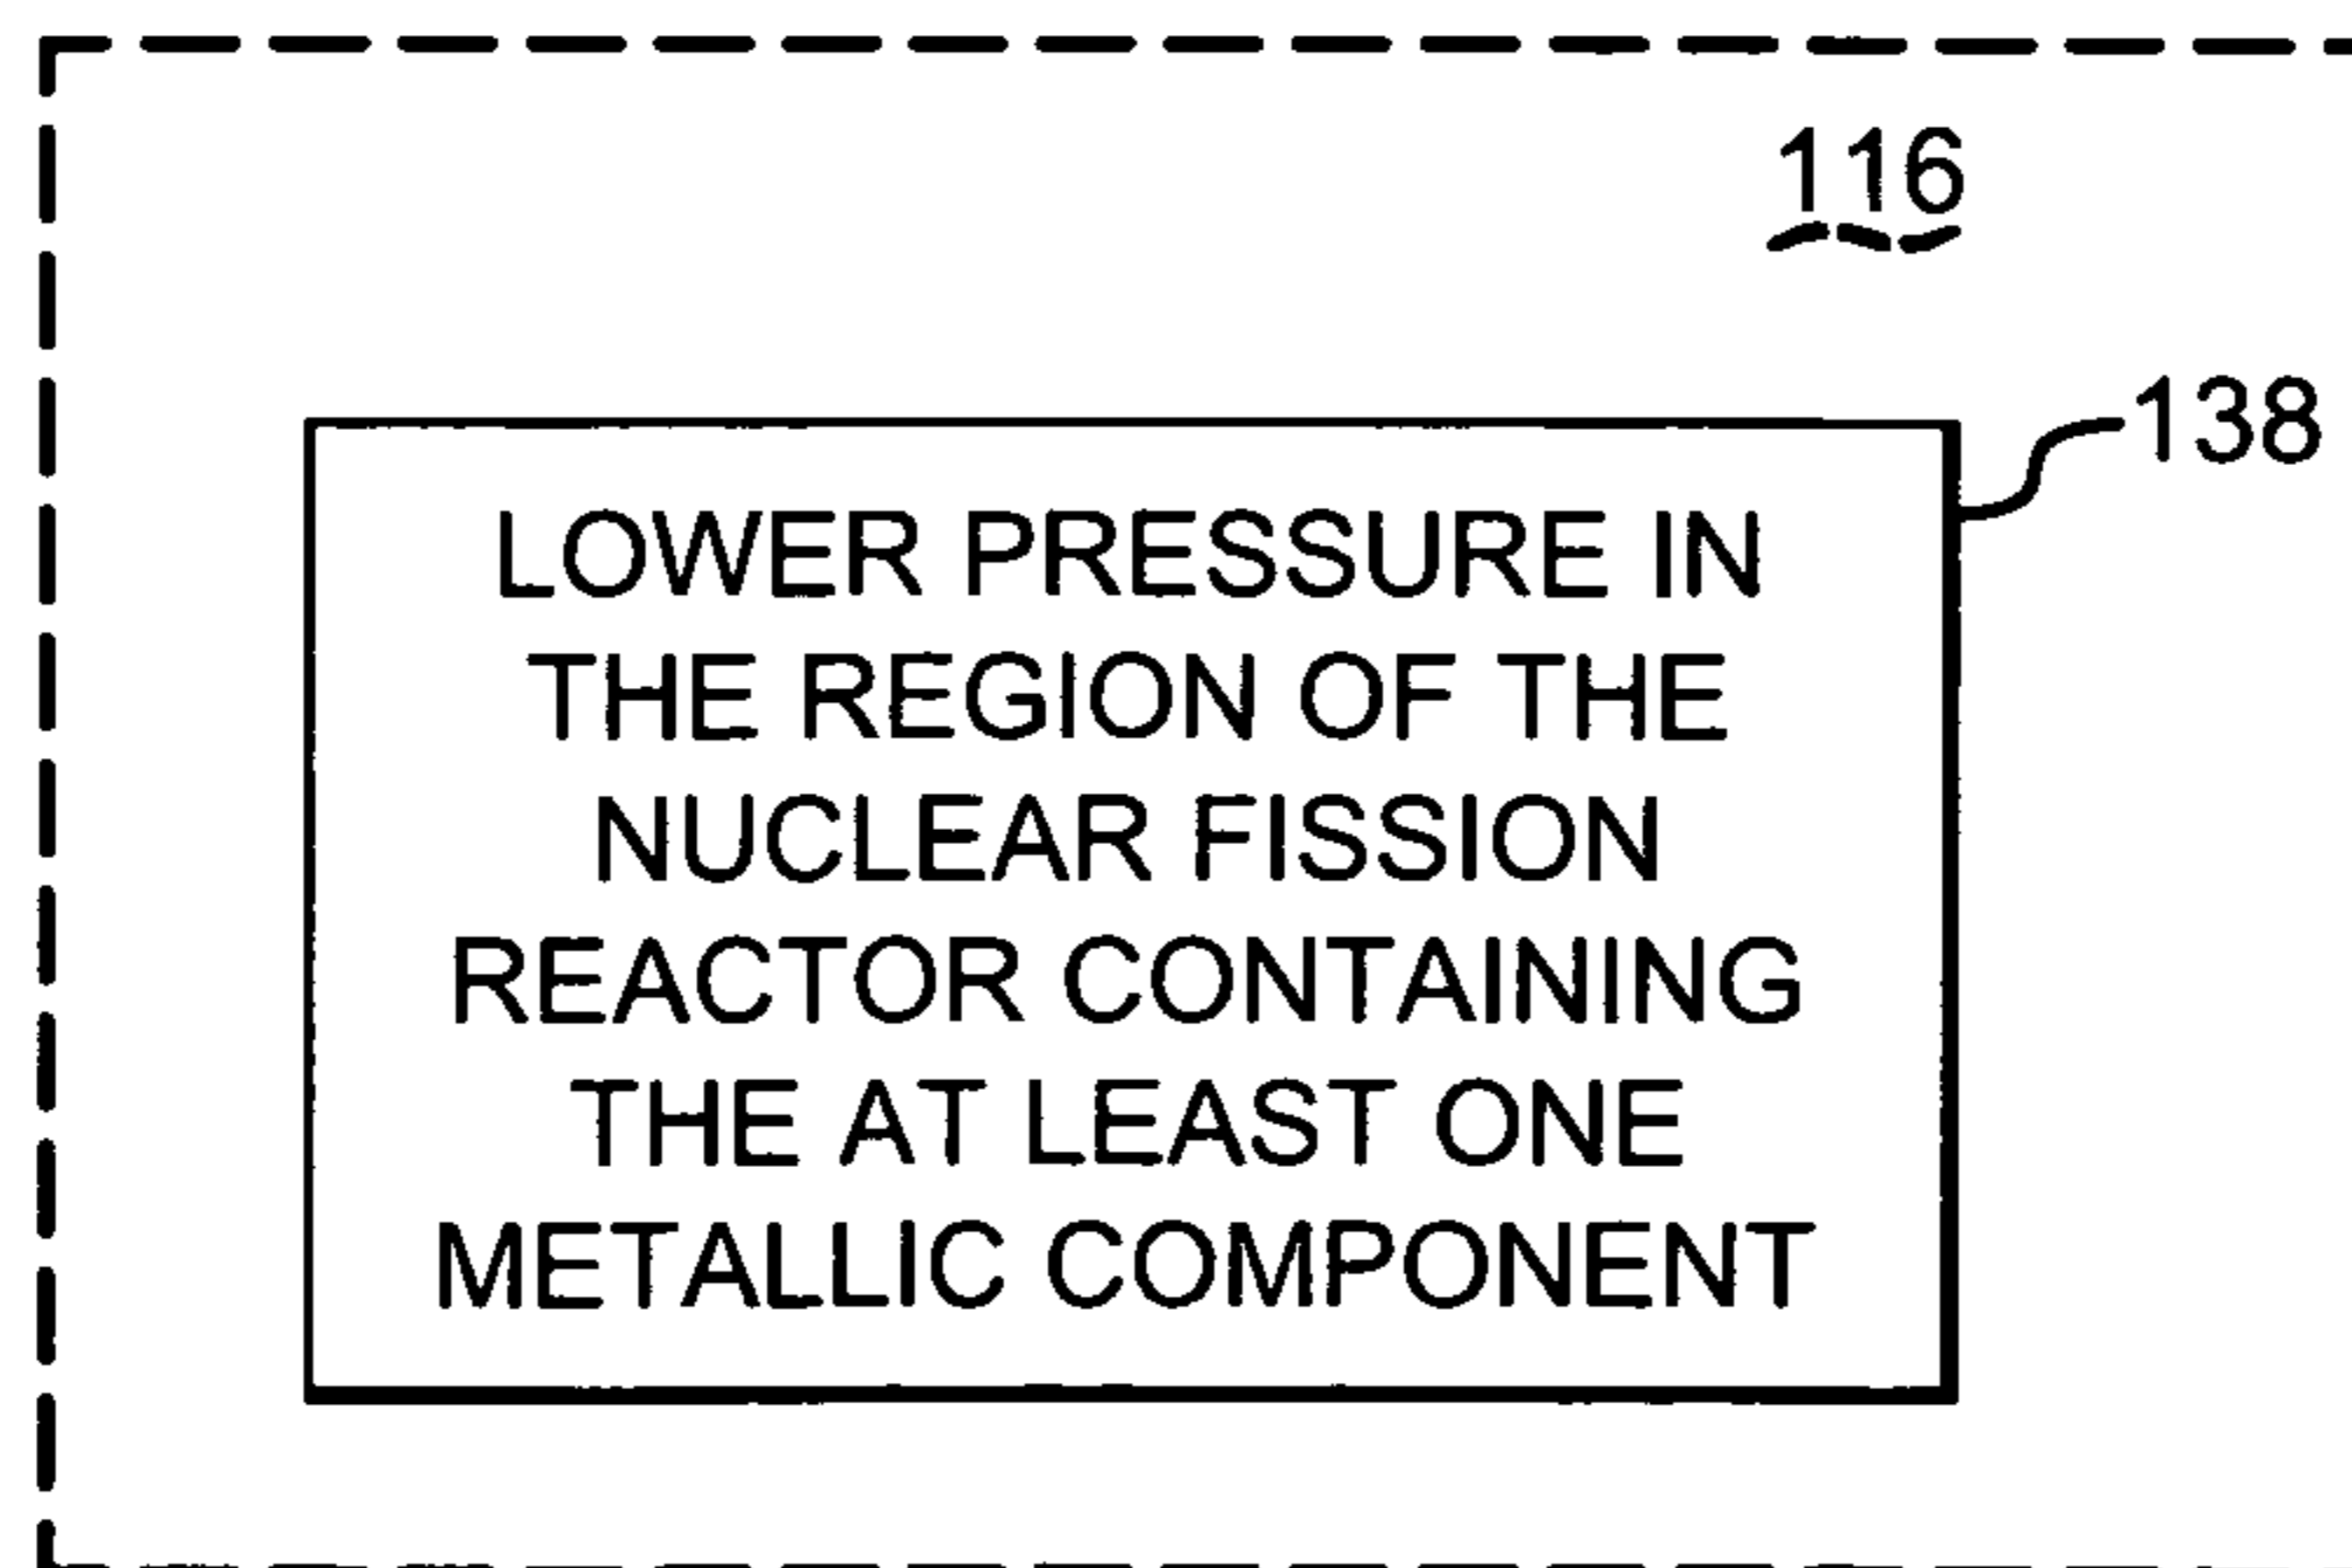 116
138
LOWER PRESSURE IN
THE REGION OF THE
NUCLEAR FISSION
REACTOR CONTAINING
THE AT LEAST ONE
METALLIC COMPONENT